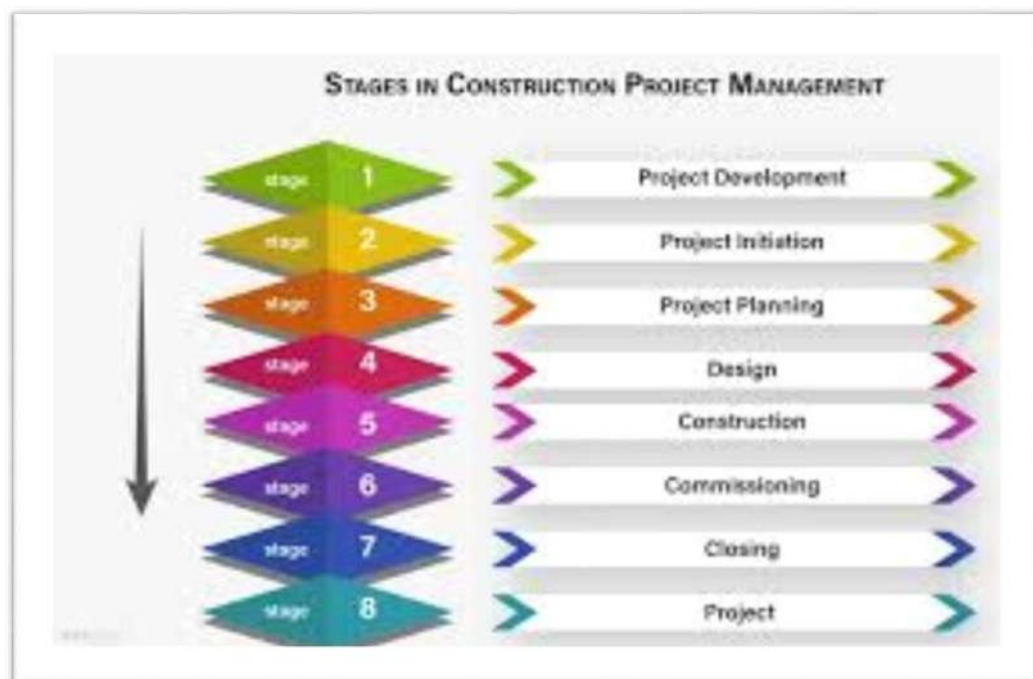 STAGES IN CONSTRUCTION PROJECT MANAGEMENT
stage 1 Project Development
stage 2 Project Initiation
stage 3 Project Planning
stage 4 Design
stage 5 Construction
stage 6 Commissioning
stage 7 Closing
stage 8 Project